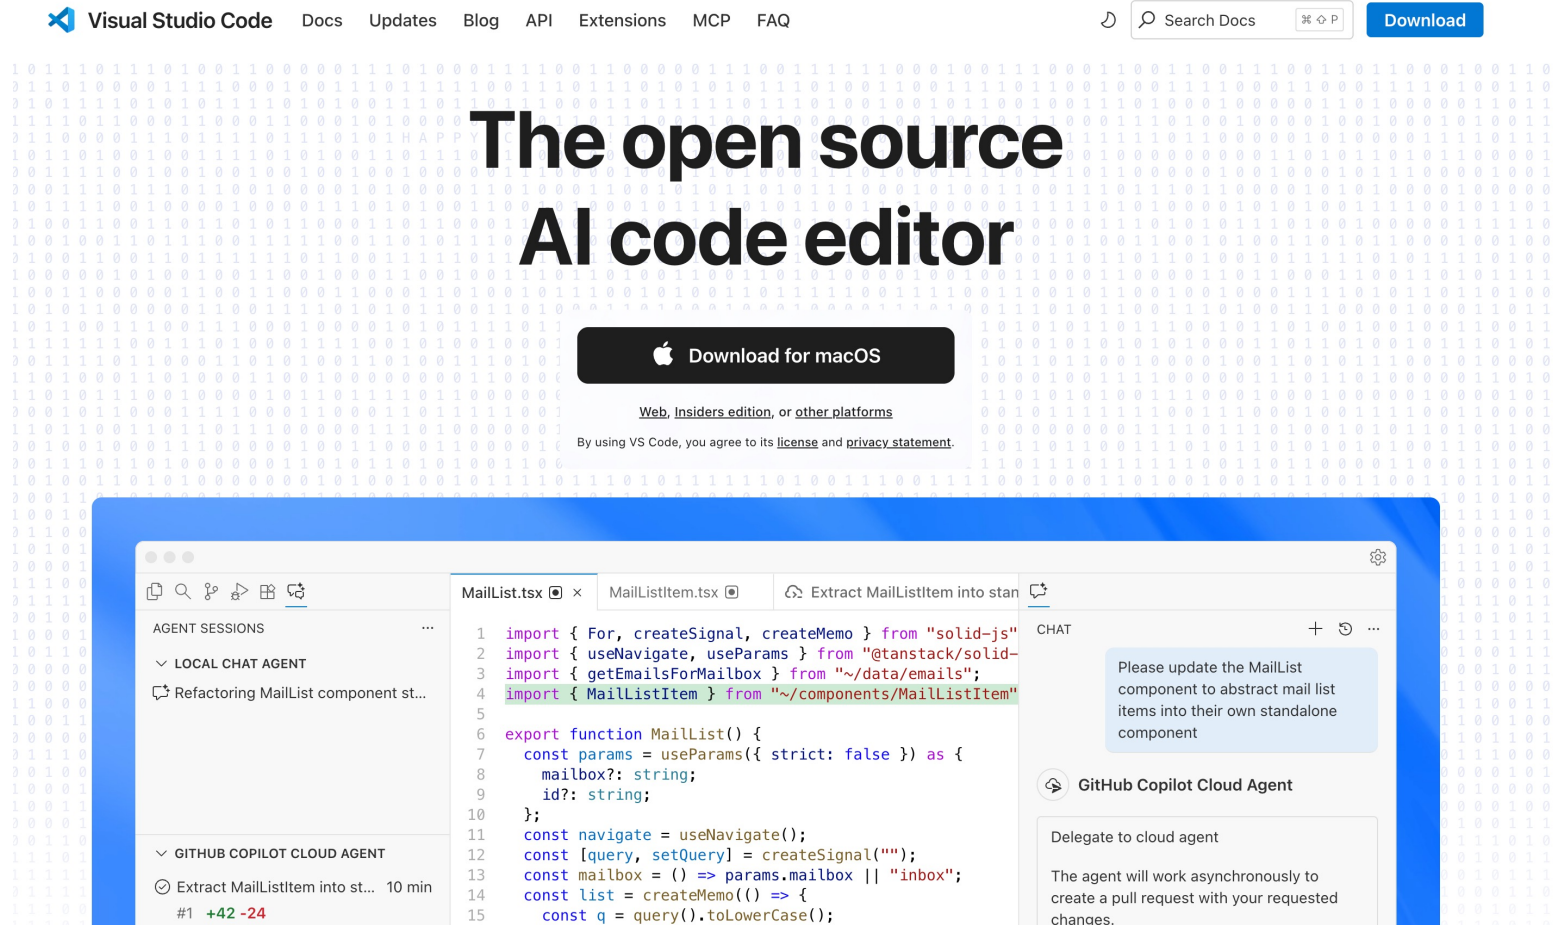 Visual Studio Code Docs Updates Blog API Extensions MCP FAQ Search Docs ⌘ ⇧ P Download
The open source
AI code editor
Download for macOS
Web, Insiders edition, or other platforms
By using VS Code, you agree to its license and privacy statement.
AGENT SESSIONS
LOCAL CHAT AGENT
Refactoring MailList component st...
GITHUB COPILOT CLOUD AGENT
Extract MailListItem into st... 10 min
#1 +42 -24
MailList.tsx MailListItem.tsx Extract MailListItem into stan
1 import { For, createSignal, createMemo } from "solid-js"
2 import { useNavigate, useParams } from "@tanstack/solid-
3 import { getEmailsForMailbox } from "~/data/emails";
4 import { MailListItem } from "~/components/MailListItem"
5
6 export function MailList() {
7 const params = useParams({ strict: false }) as {
8 mailbox?: string;
9 id?: string;
10 };
11 const navigate = useNavigate();
12 const [query, setQuery] = createSignal("");
13 const mailbox = () => params.mailbox || "inbox";
14 const list = createMemo(() => {
15 const q = query().toLowerCase();
CHAT
Please update the MailList
component to abstract mail list
items into their own standalone
component
GitHub Copilot Cloud Agent
Delegate to cloud agent
The agent will work asynchronously to
create a pull request with your requested
changes.